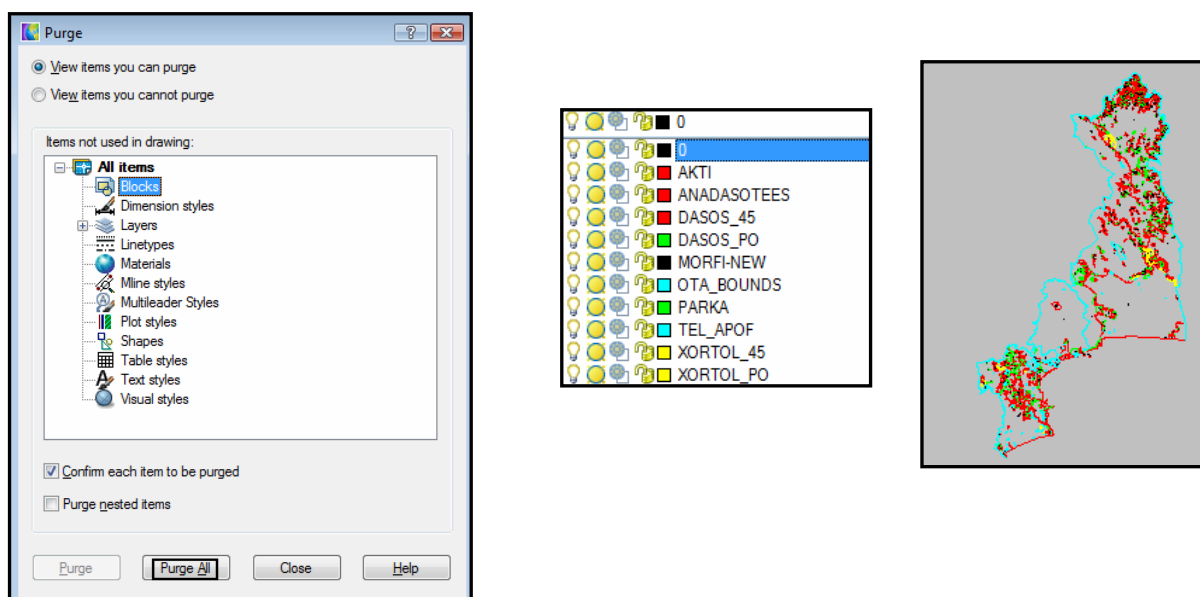 Purge
View items you can purge
View items you cannot purge
Items not used in drawing:
All items
Blocks
Dimension styles
Layers
Linetypes
Materials
Mline styles
Multileader Styles
Plot styles
Shapes
Table styles
Text styles
Visual styles
Confirm each item to be purged
Purge nested items
Purge
Purge All
Close
Help
0
0
AKTI
ANADASOTEES
DASOS_45
DASOS_PO
MORFI-NEW
OTA_BOUNDS
PARKA
TEL_APOF
XORTOL_45
XORTOL_PO